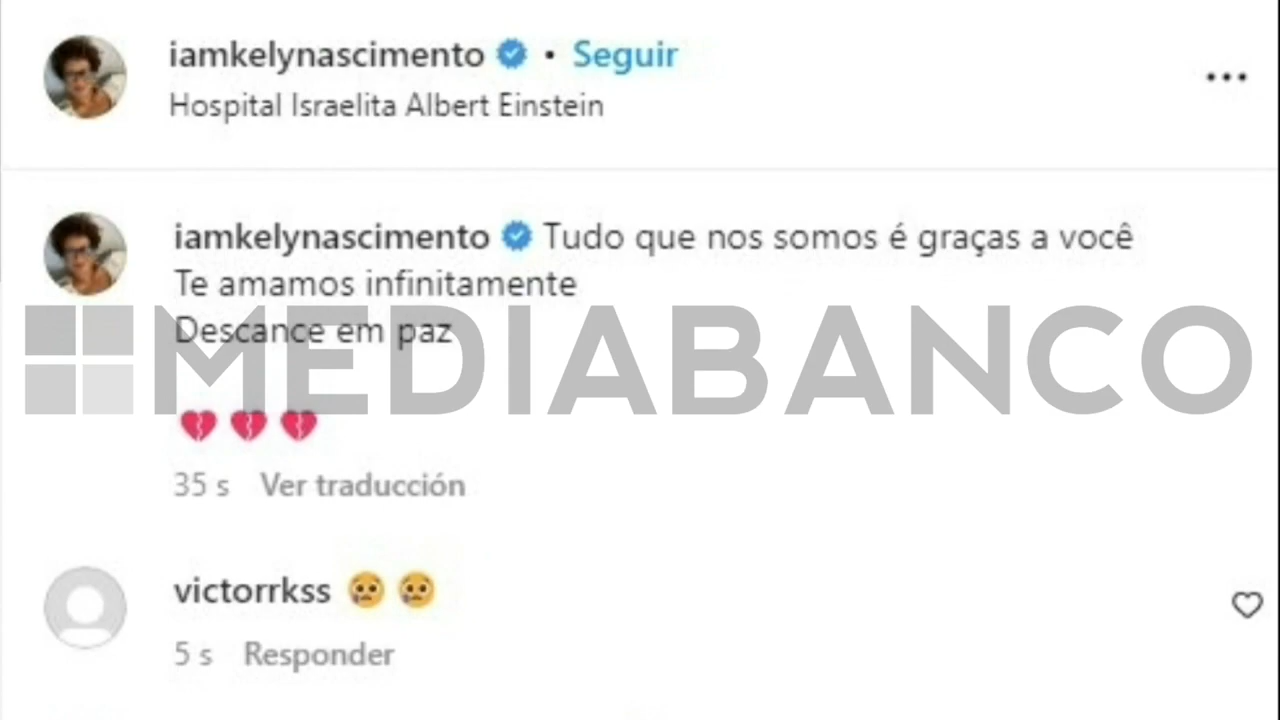 iamkelynascimento • Seguir
Hospital Israelita Albert Einstein
iamkelynascimento Tudo que nos somos é graças a você
Te amamos infinitamente
Descance em paz
MEDIABANCO
💔💔💔
35 s Ver traducción
victorrkss 😢😢
5 s Responder